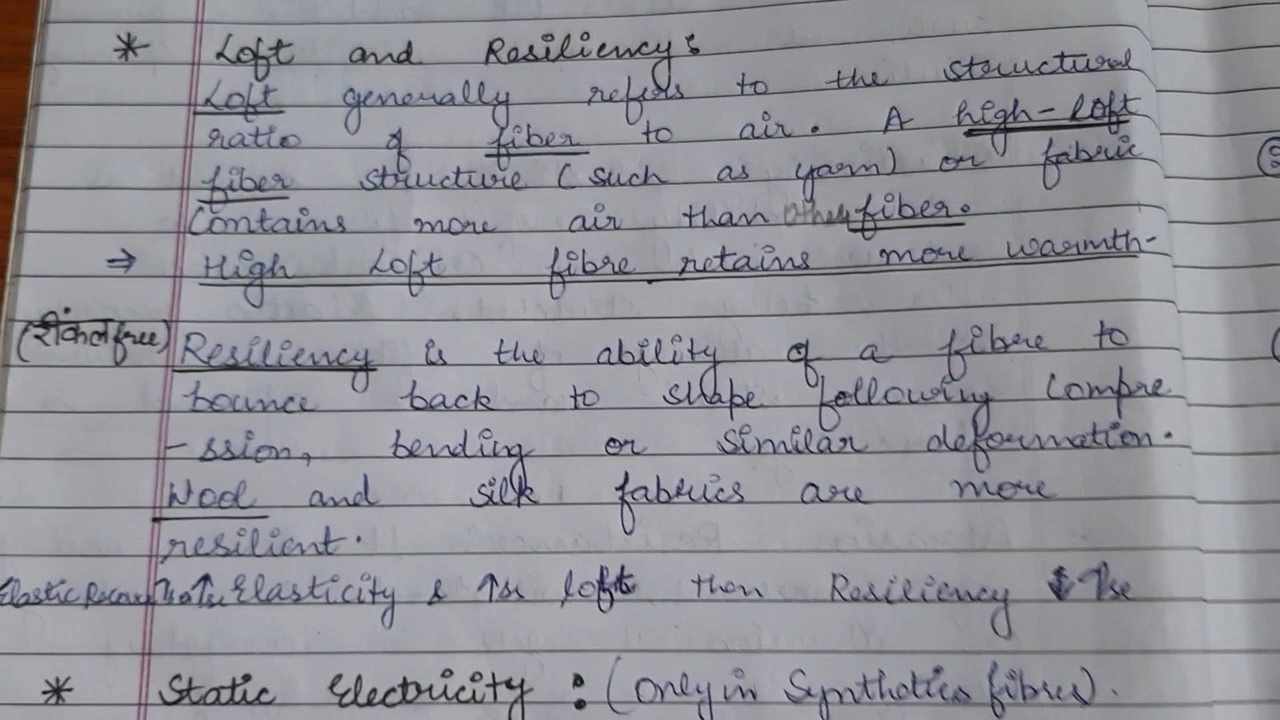 * Loft and Resiliency:
Loft generally refers to the structural
ratio of fiber to air. A high-loft
fiber structure (such as yarn) or fabric
Contains more air than other fiber.
⇒ High Loft fibre retains more warmth-
free) Resiliency is the ability of a fibre to
bounce back to shape following Compre
-ssion, bending or similar deformation.
Wool and silk fabrics are more
resilient.
Elastic Elasticity & ↑se loft then Resiliency ↑se
* Static Electricity: (only in Synthetics fibres).